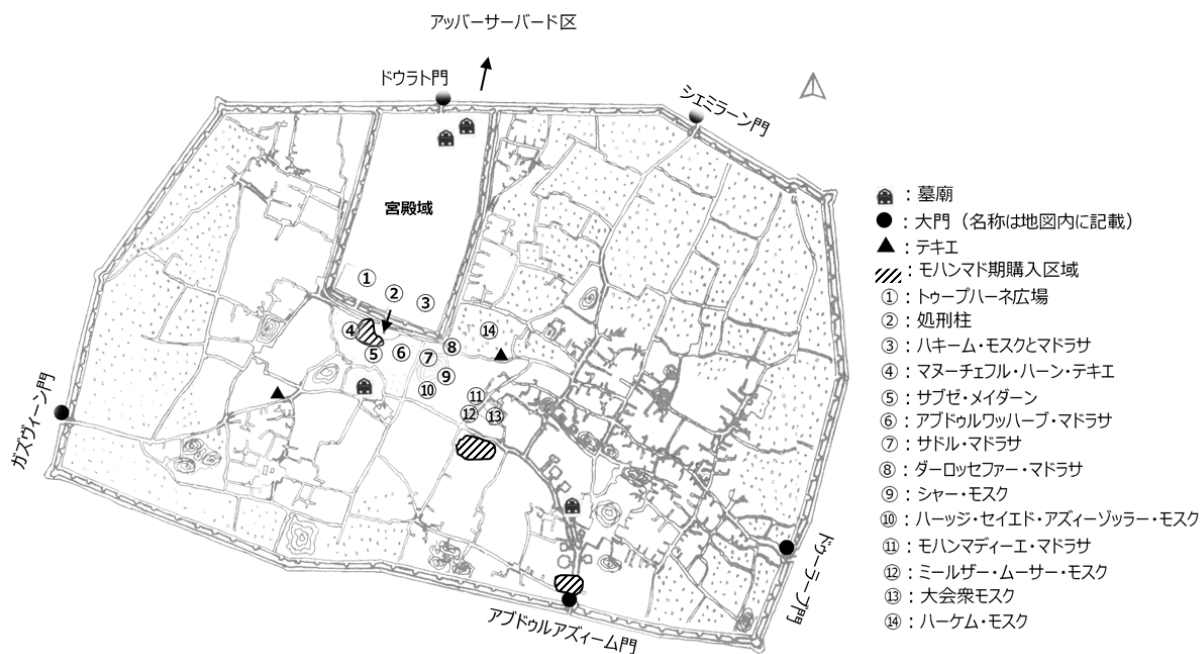 アッバーサーバード区
ドウラト門
シェミラーン門
宮殿域
①
②
③
④
⑤
⑥
⑦
⑧
⑨
⑩
⑪
⑫
⑬
⑭
ガズヴィーン門
ドゥーラーブ門
アブドゥルアズィーム門
：墓廟
：大門（名称は地図内に記載）
：テキエ
：モハンマド期購入区域
①：トゥープハーネ広場
②：処刑柱
③：ハキーム・モスクとマドラサ
④：マヌーチェフル・ハーン・テキエ
⑤：サブゼ・メイダーン
⑥：アブドゥルワッハーブ・マドラサ
⑦：サドル・マドラサ
⑧：ダーロッセファー・マドラサ
⑨：シャー・モスク
⑩：ハーッジ・セイエド・アズィーゾッラー・モスク
⑪：モハンマディーエ・マドラサ
⑫：ミールザー・ムーサー・モスク
⑬：大会衆モスク
⑭：ハーケム・モスク